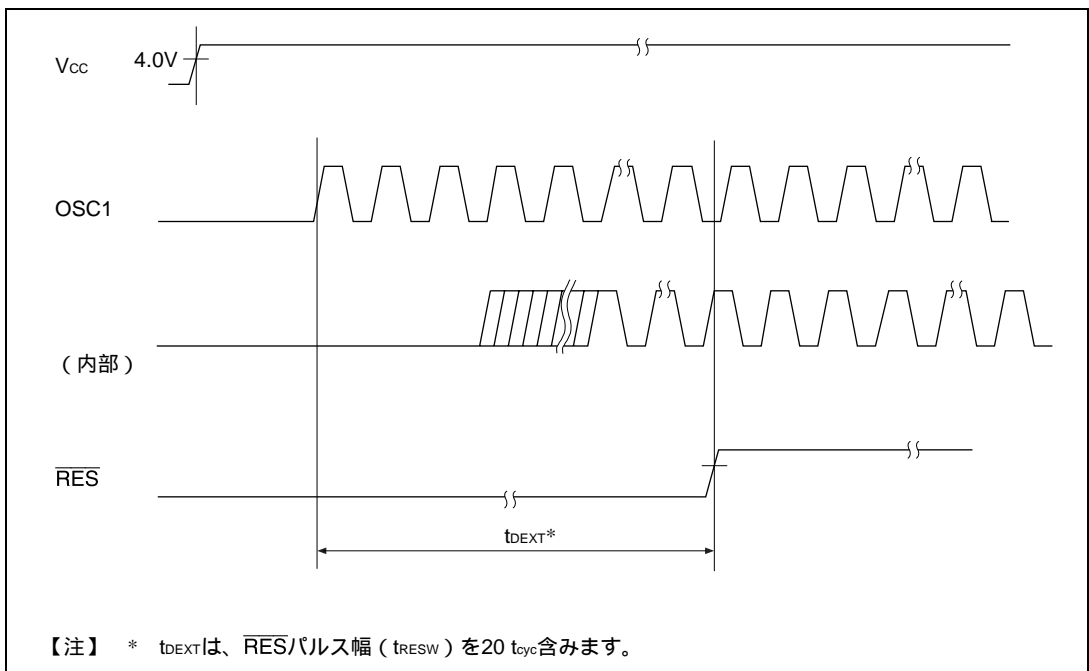 Vcc 4.0V
OSC1
（内部）
RES
tDEXT*
【注】 * tDEXTは、RESパルス幅（tRESW）を20 tcyc含みます。